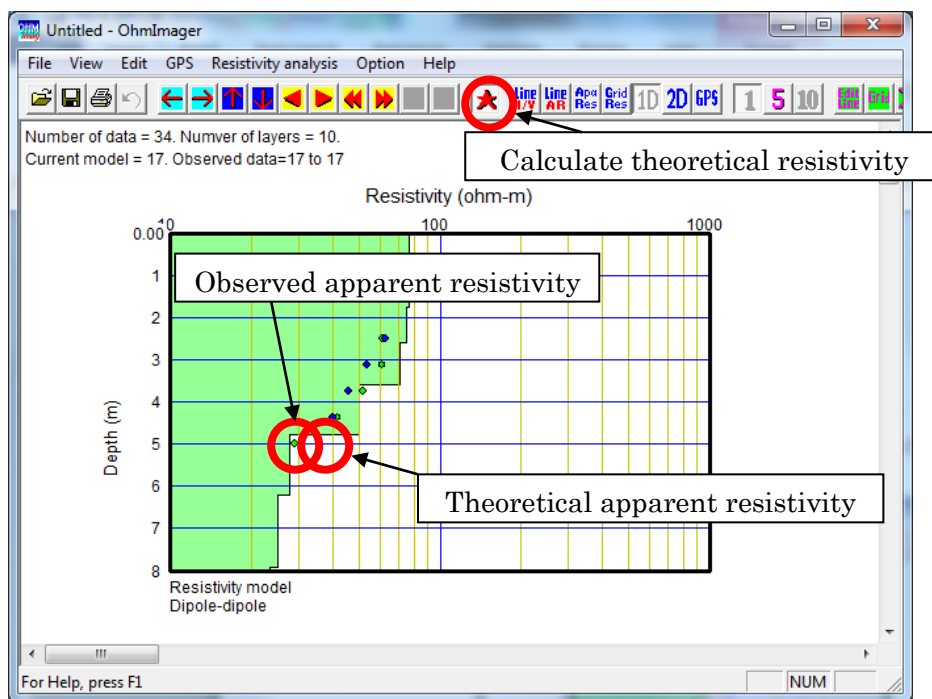 Untitled - OhmImager
File View Edit GPS Resistivity analysis Option Help
Line I/V Line AR Apa Res Grid Res 1D 2D GPS 1 5 10 Edit Line Grid
Number of data = 34. Numver of layers = 10.
Current model = 17. Observed data=17 to 17
Calculate theoretical resistivity
Resistivity (ohm-m)
10 100 1000
0.00
1
Observed apparent resistivity
2
3
4
Depth (m)
5
6
Theoretical apparent resistivity
7
8
Resistivity model
Dipole-dipole
For Help, press F1
NUM